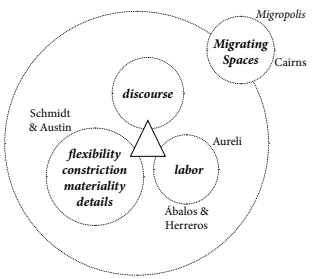 Migropolis
Migrating
Spaces
Cairns
discourse
Schmidt
& Austin
flexibility
constriction
materiality
details
Aureli
labor
Ábalos &
Herreros